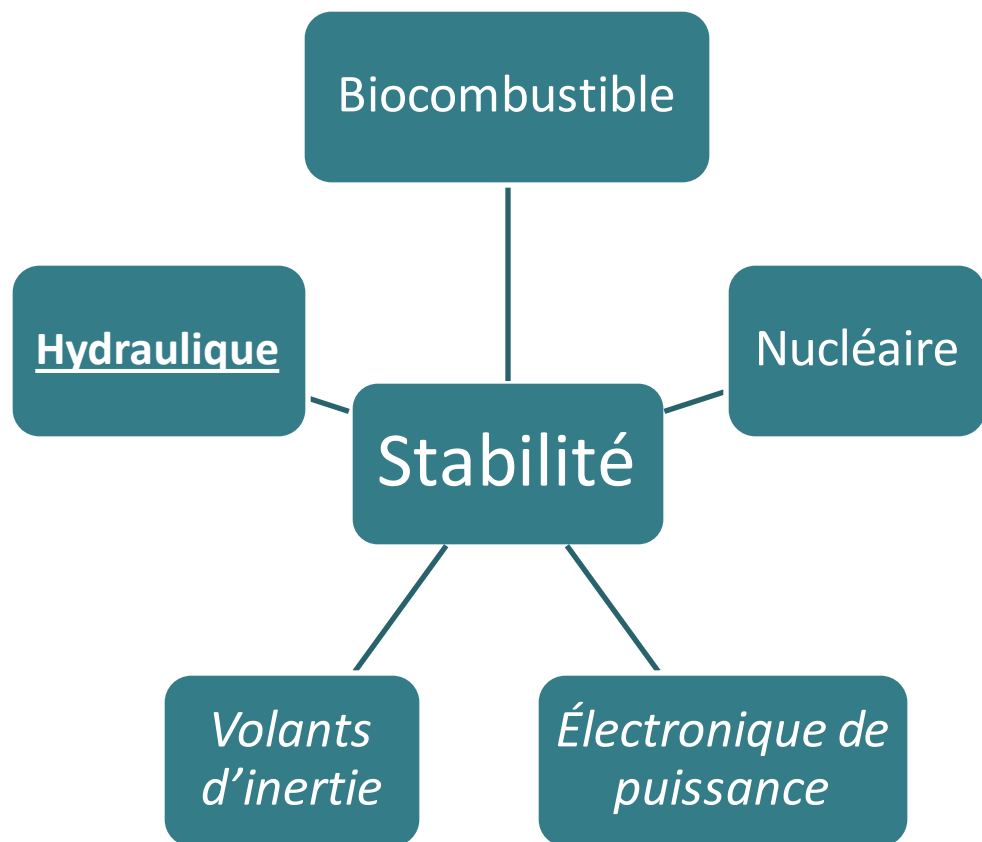 Biocombustible
Hydraulique
Nucléaire
Stabilité
Volants
d’inertie
Électronique de
puissance